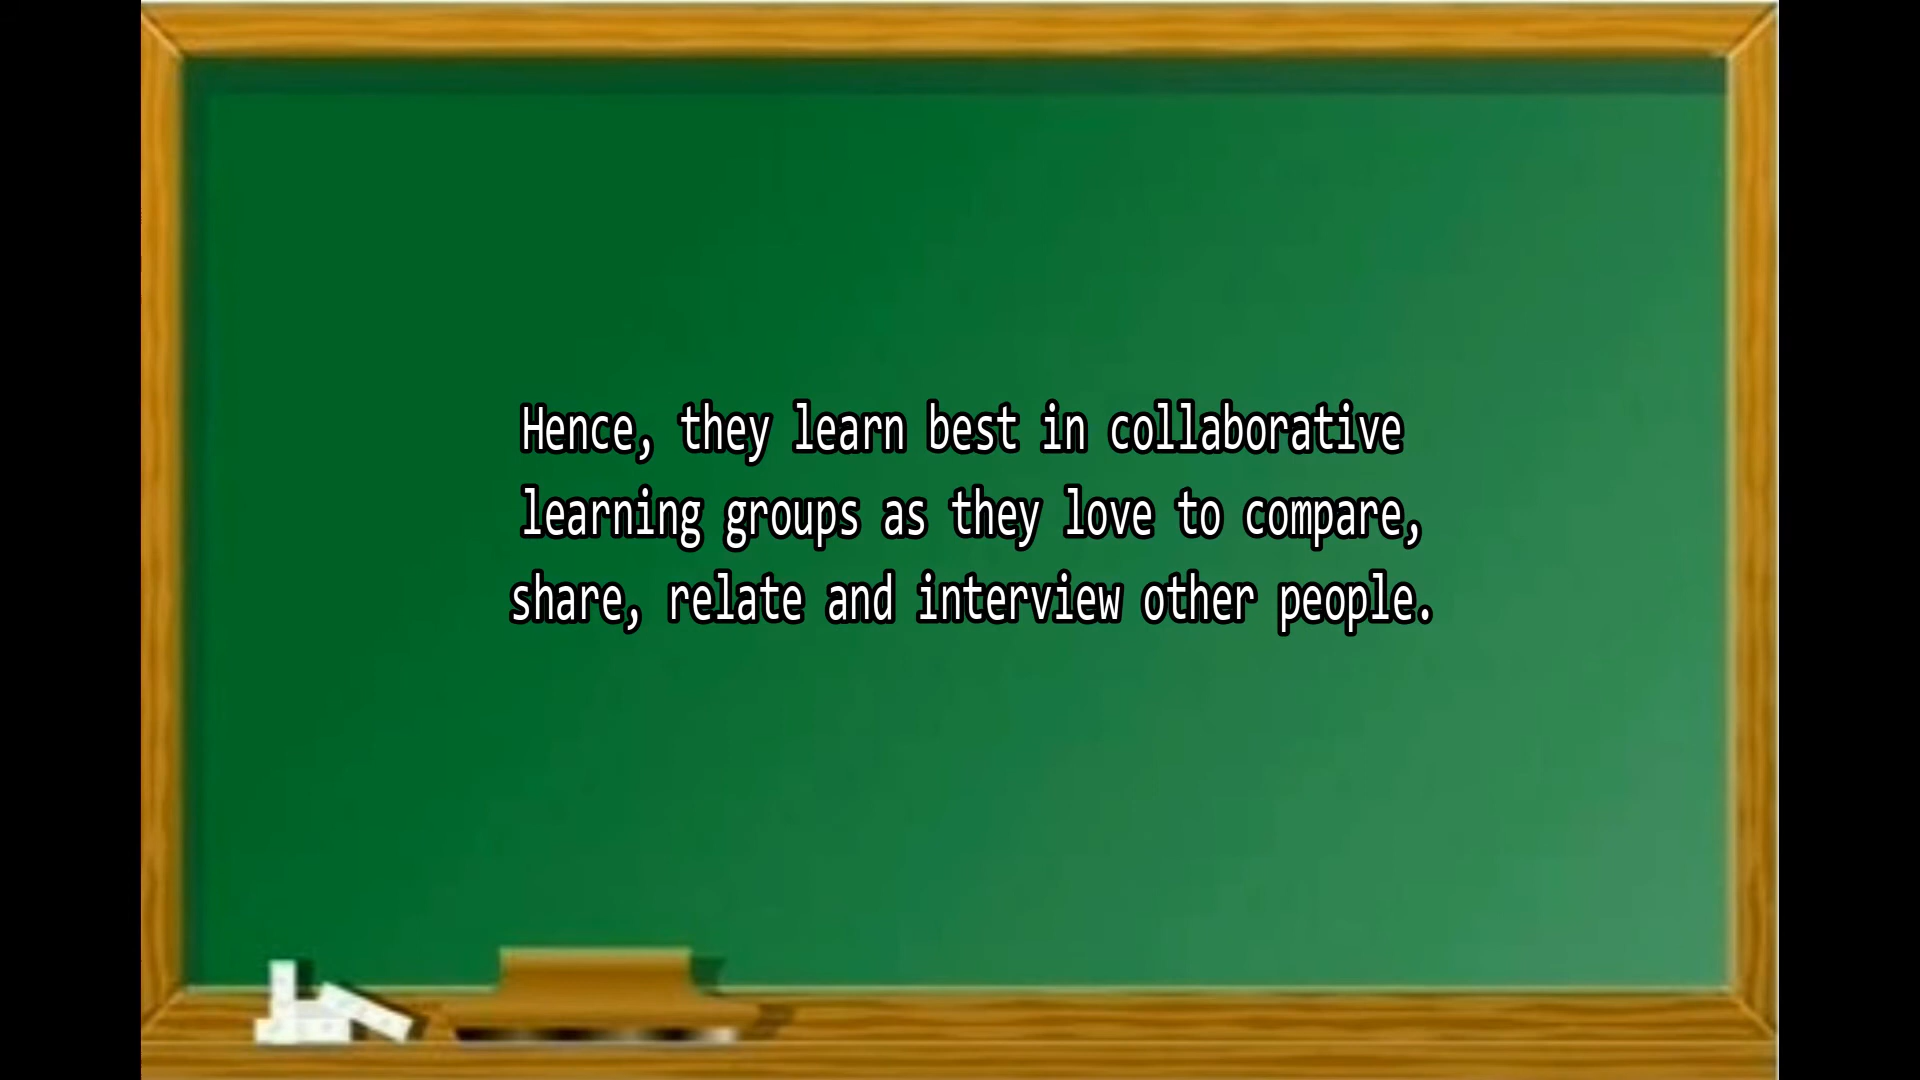 Hence, they learn best in collaborative
learning groups as they love to compare,
share, relate and interview other people.